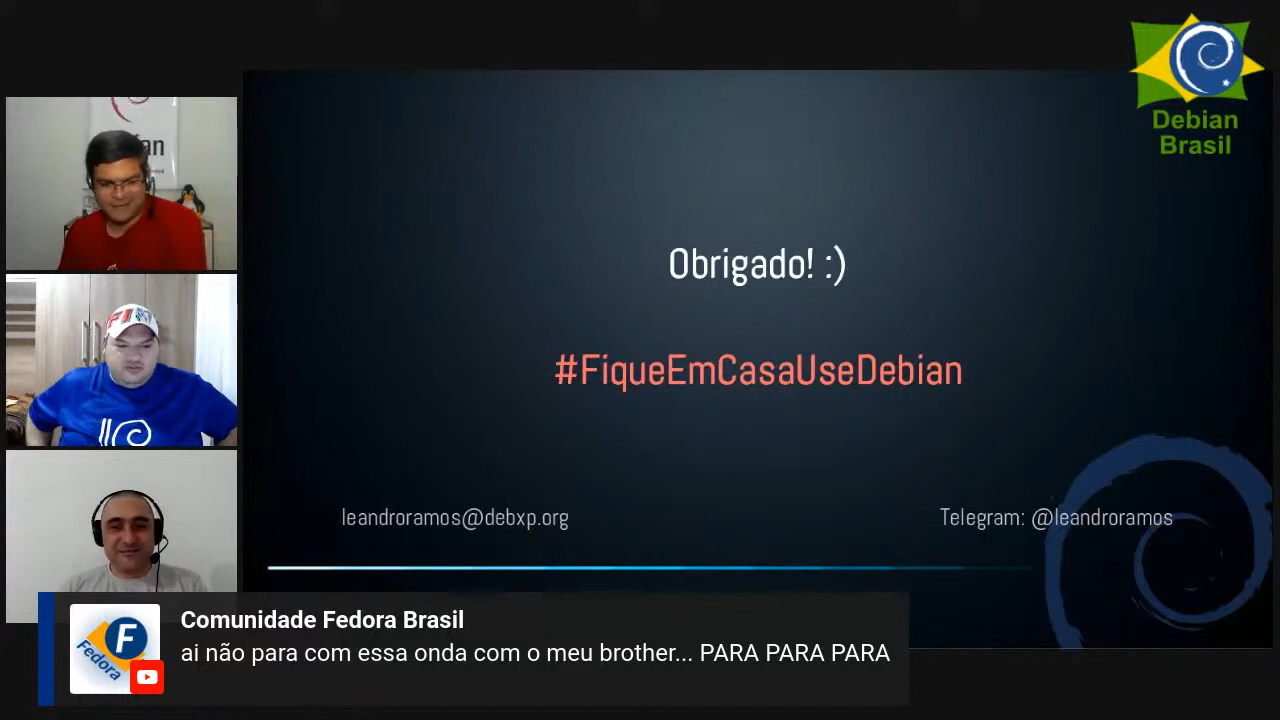 Debian
Brasil
an
Obrigado! :)
#FiqueEmCasaUseDebian
leandroramos@debxp.org
Telegram: @leandroramos
Comunidade Fedora Brasil
ai não para com essa onda com o meu brother... PARA PARA PARA
Fedora